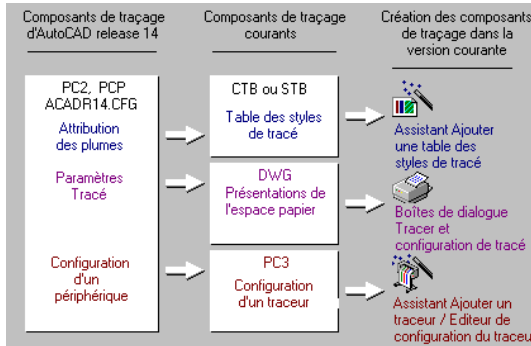 Composants de traçage
d'AutoCAD release 14
Composants de traçage
courants
Création des composants
de traçage dans la
version courante
PC2, PCP
ACADR14.CFG
Attribution
des plumes
Paramètres
Tracé
Configuration
d'un
périphérique
CTB ou STB
Table des styles
de tracé
DWG
Présentations de
l'espace papier
PC3
Configuration
d'un traceur
Assistant Ajouter
une table des
styles de tracé
Boîtes de dialogue
Tracer et
configuration de tracé
Assistant Ajouter un
traceur / Editeur de
configuration du traceur